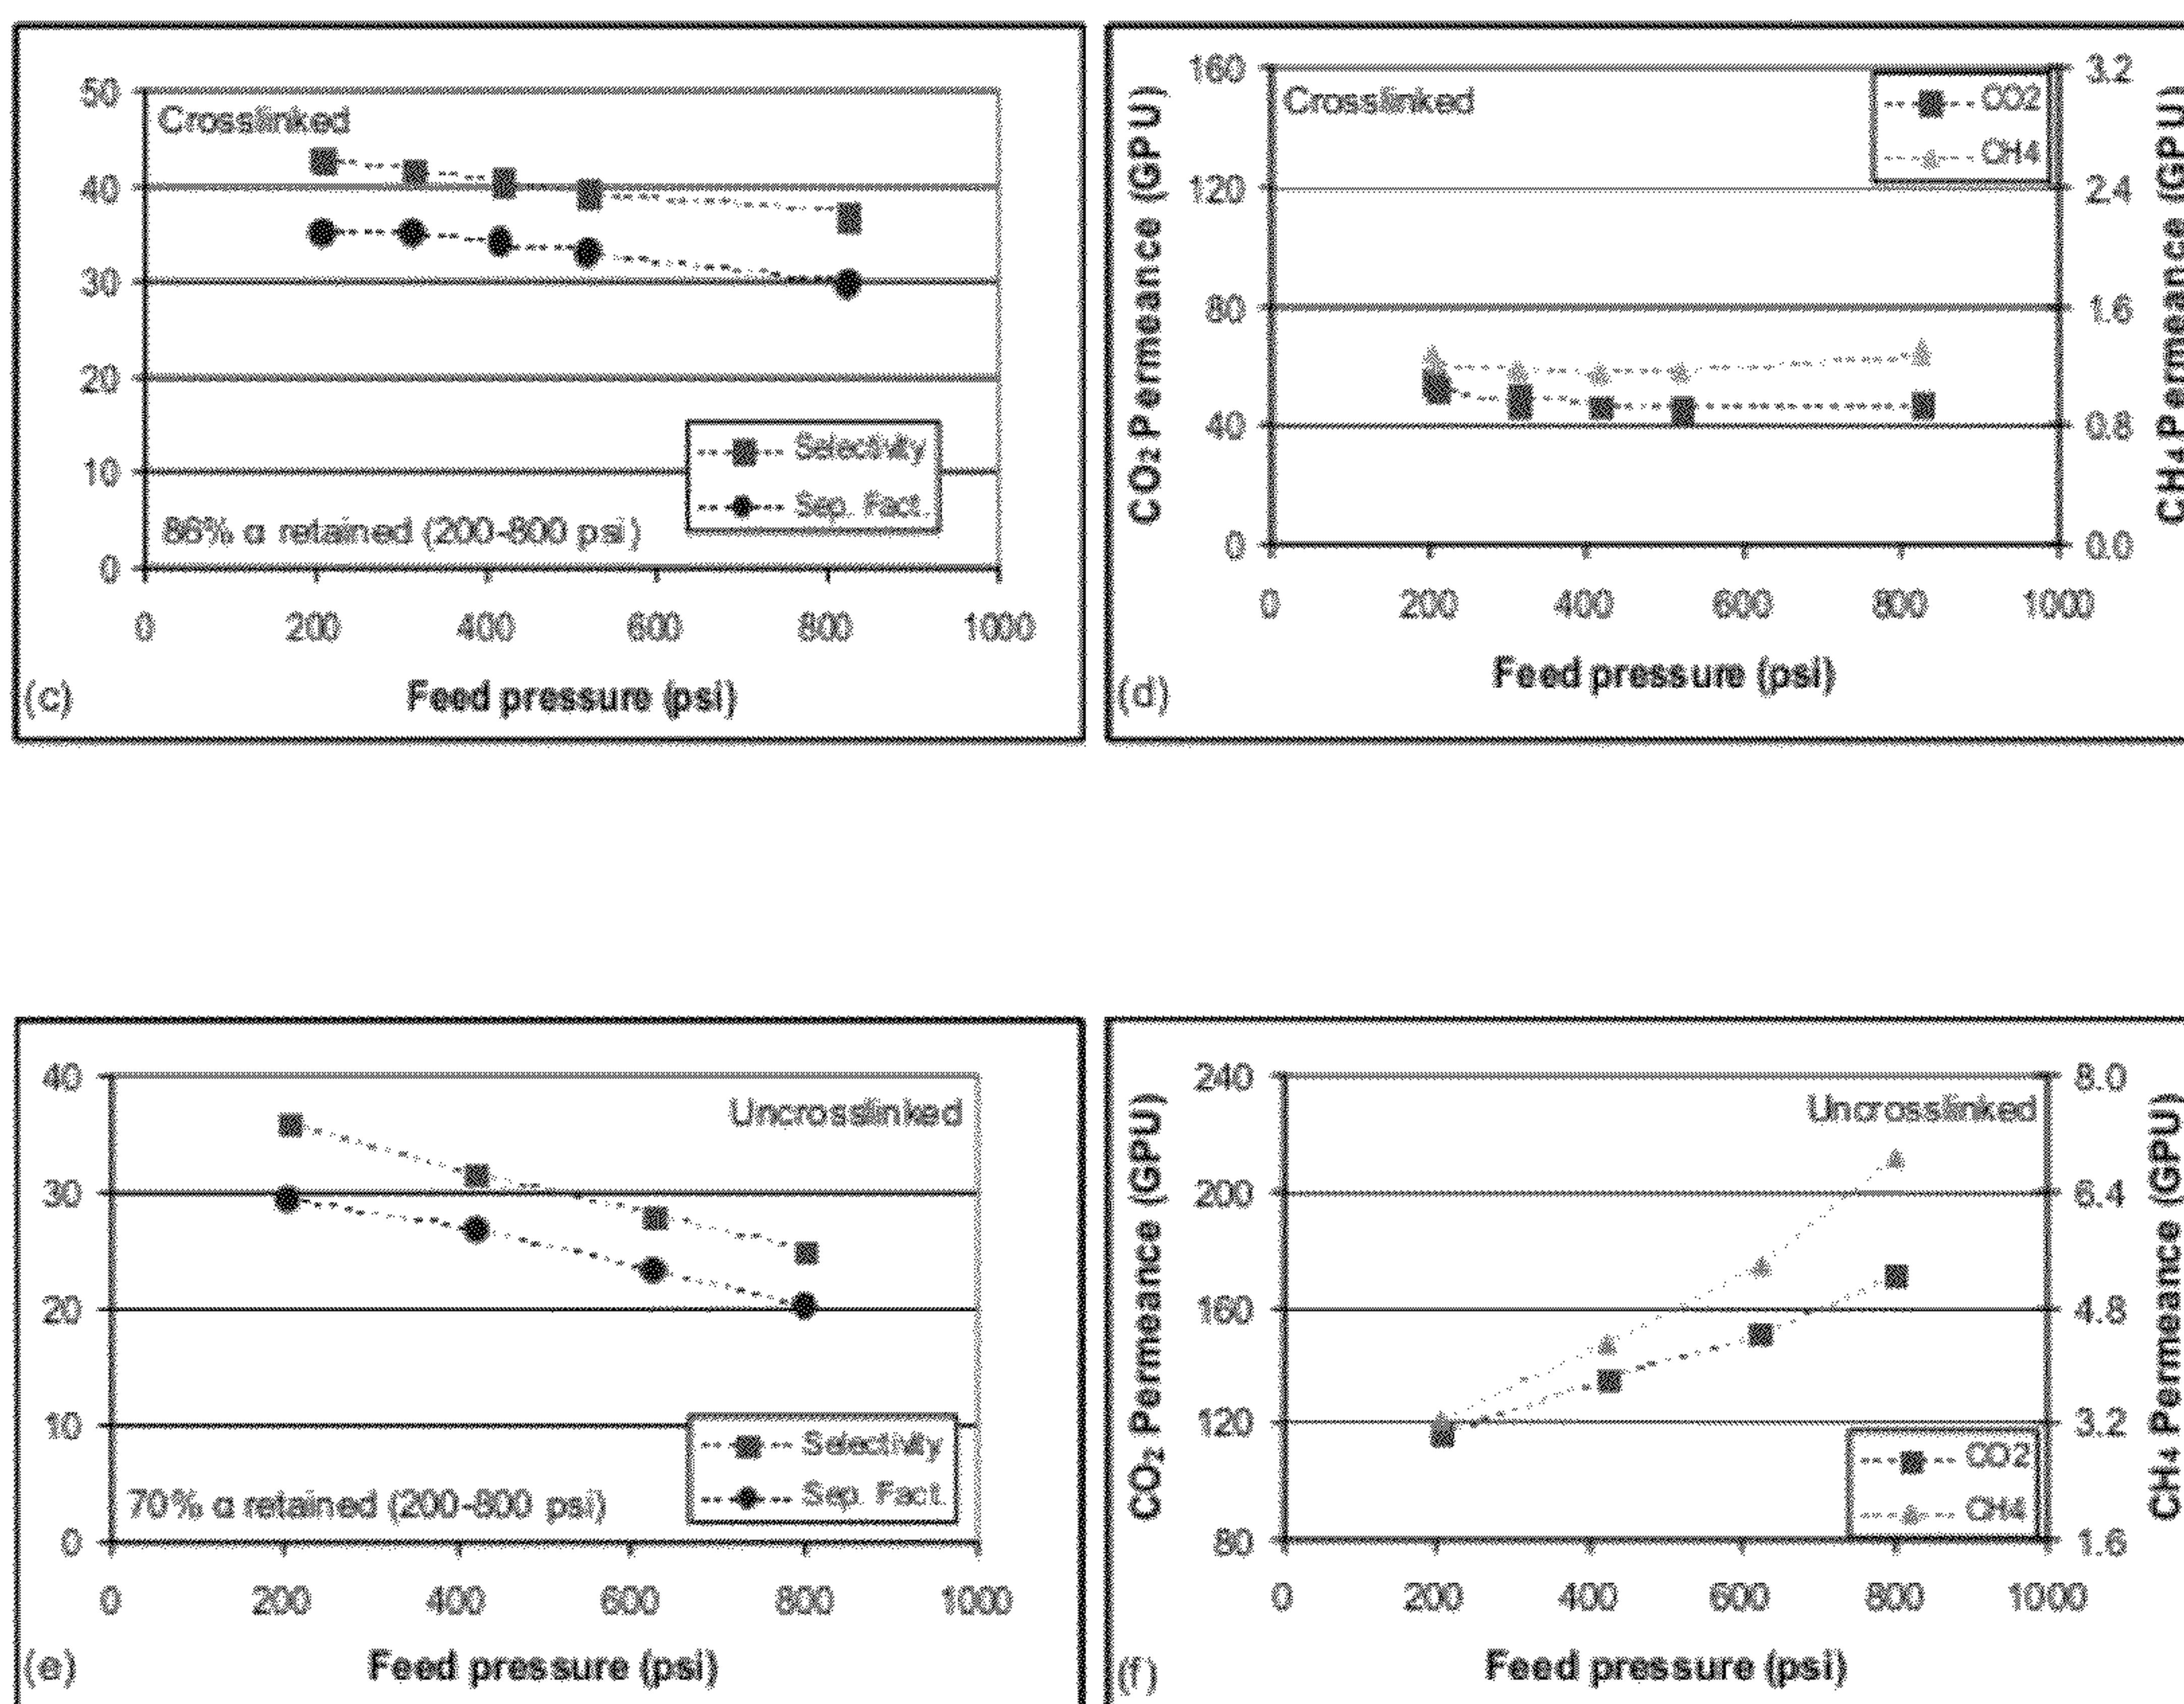 50
40
30
20
10
0
Crosslinked
Selectivity
Sep. Fact.
86% α retained (200-800 psi)
0 200 400 600 800 1000
Feed pressure (psi)
(c)
CO₂ Permeance (GPU)
160
120
80
40
0
Crosslinked
CO2
CH4
3.2
2.4
1.6
0.8
0.0
CH₄ Permeance (GPU)
0 200 400 600 800 1000
Feed pressure (psi)
(d)
40
30
20
10
0
Uncrosslinked
Selectivity
Sep. Fact.
70% α retained (200-800 psi)
0 200 400 600 800 1000
Feed pressure (psi)
(e)
CO₂ Permeance (GPU)
240
200
160
120
80
Uncrosslinked
CO2
CH4
8.0
6.4
4.8
3.2
1.6
CH₄ Permeance (GPU)
0 200 400 600 800 1000
Feed pressure (psi)
(f)